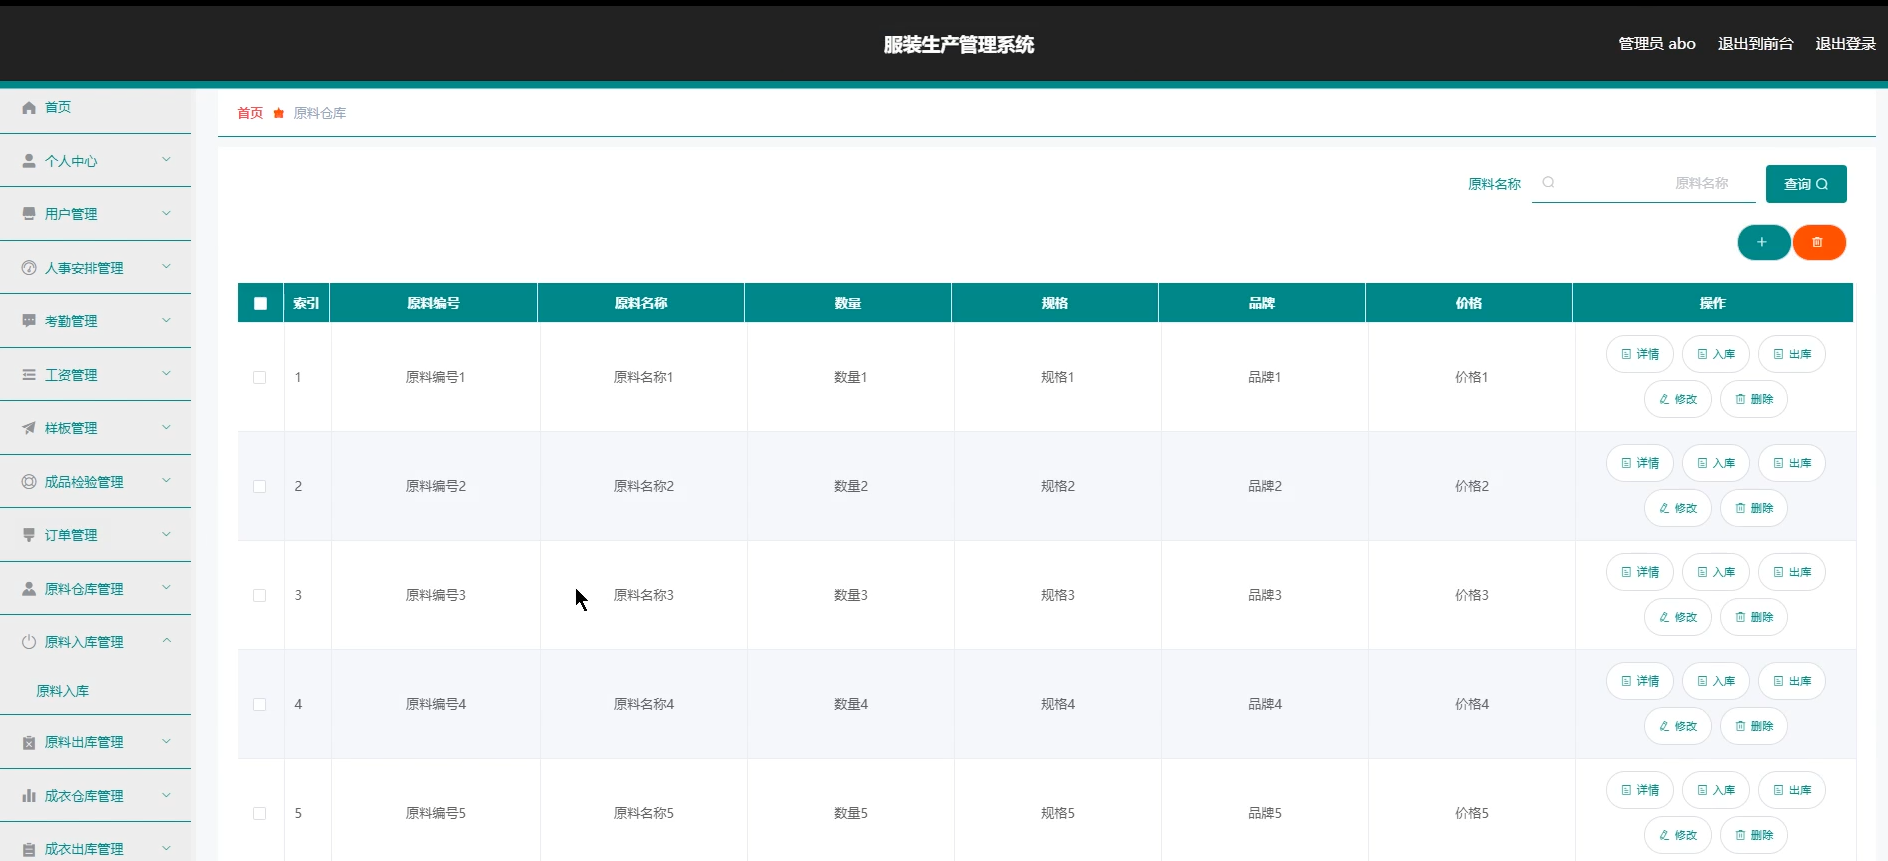 服装生产管理系统
管理员 abo 退出到前台 退出登录
首页
个人中心
用户管理
人事安排管理
考勤管理
工资管理
样板管理
成品检验管理
订单管理
原料仓库管理
原料入库管理
原料入库
原料出库管理
成衣仓库管理
成衣出库管理
首页 原料仓库
原料名称 原料名称 查询
索引 原料编号 原料名称 数量 规格 品牌 价格 操作
1 原料编号1 原料名称1 数量1 规格1 品牌1 价格1 详情 入库 出库
修改 删除
2 原料编号2 原料名称2 数量2 规格2 品牌2 价格2 详情 入库 出库
修改 删除
3 原料编号3 原料名称3 数量3 规格3 品牌3 价格3 详情 入库 出库
修改 删除
4 原料编号4 原料名称4 数量4 规格4 品牌4 价格4 详情 入库 出库
修改 删除
5 原料编号5 原料名称5 数量5 规格5 品牌5 价格5 详情 入库 出库
修改 删除